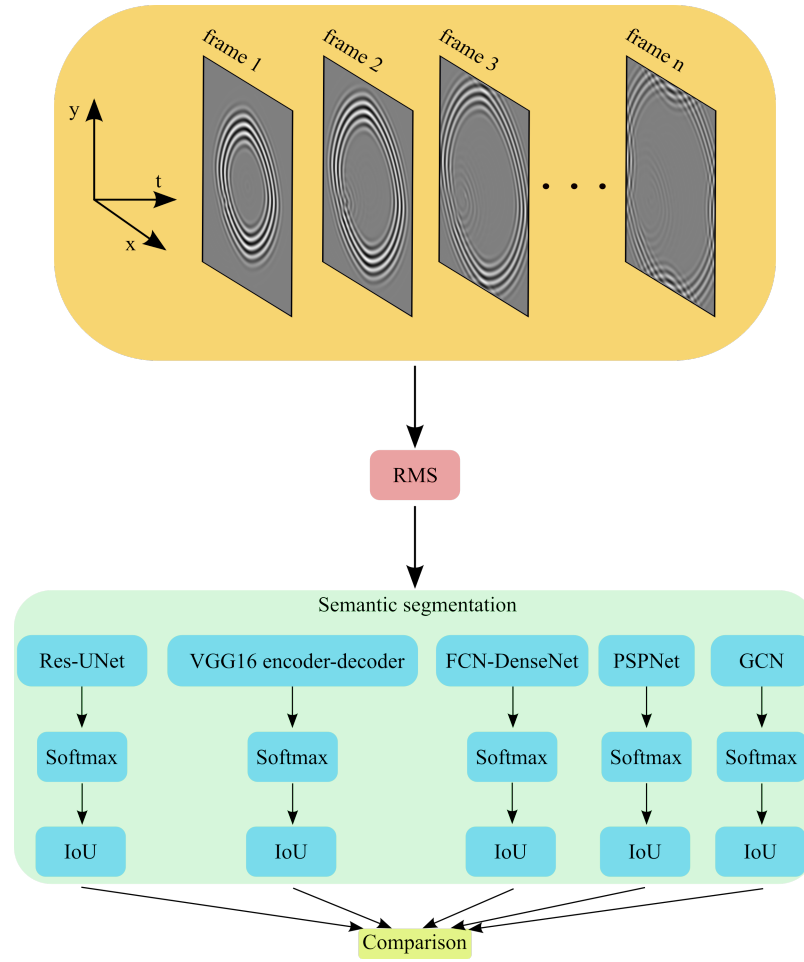 frame 1
frame 2
frame 3
frame n
y
t
x
RMS
Semantic segmentation
Res-UNet
VGG16 encoder-decoder
FCN-DenseNet
PSPNet
GCN
Softmax
Softmax
Softmax
Softmax
Softmax
IoU
IoU
IoU
IoU
IoU
Comparison